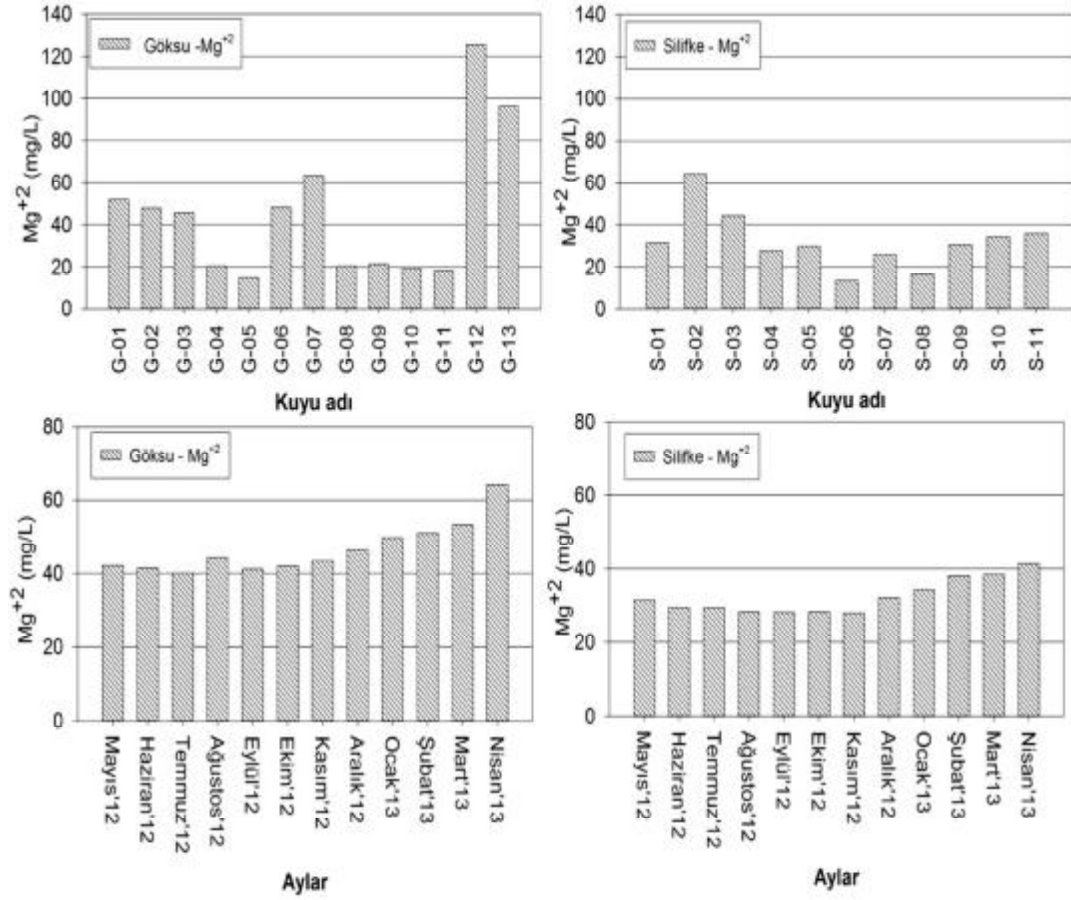 140
120
100
80
60
40
20
0
Mg+2 (mg/L)
Göksu -Mg+2
G-01
G-02
G-03
G-04
G-05
G-06
G-07
G-08
G-09
G-10
G-11
G-12
G-13
Kuyu adı
140
120
100
80
60
40
20
0
Mg+2 (mg/L)
Silifke - Mg+2
S-01
S-02
S-03
S-04
S-05
S-06
S-07
S-08
S-09
S-10
S-11
Kuyu adı
80
60
40
20
0
Mg+2 (mg/L)
Göksu - Mg+2
Mayıs'12
Haziran'12
Temmuz'12
Ağustos'12
Eylül'12
Ekim'12
Kasım'12
Aralık'12
Ocak'13
Şubat'13
Mart'13
Nisan'13
Aylar
80
60
40
20
0
Mg+2 (mg/L)
Silifke - Mg+2
Mayıs'12
Haziran'12
Temmuz'12
Ağustos'12
Eylül'12
Ekim'12
Kasım'12
Aralık'12
Ocak'13
Şubat'13
Mart'13
Nisan'13
Aylar